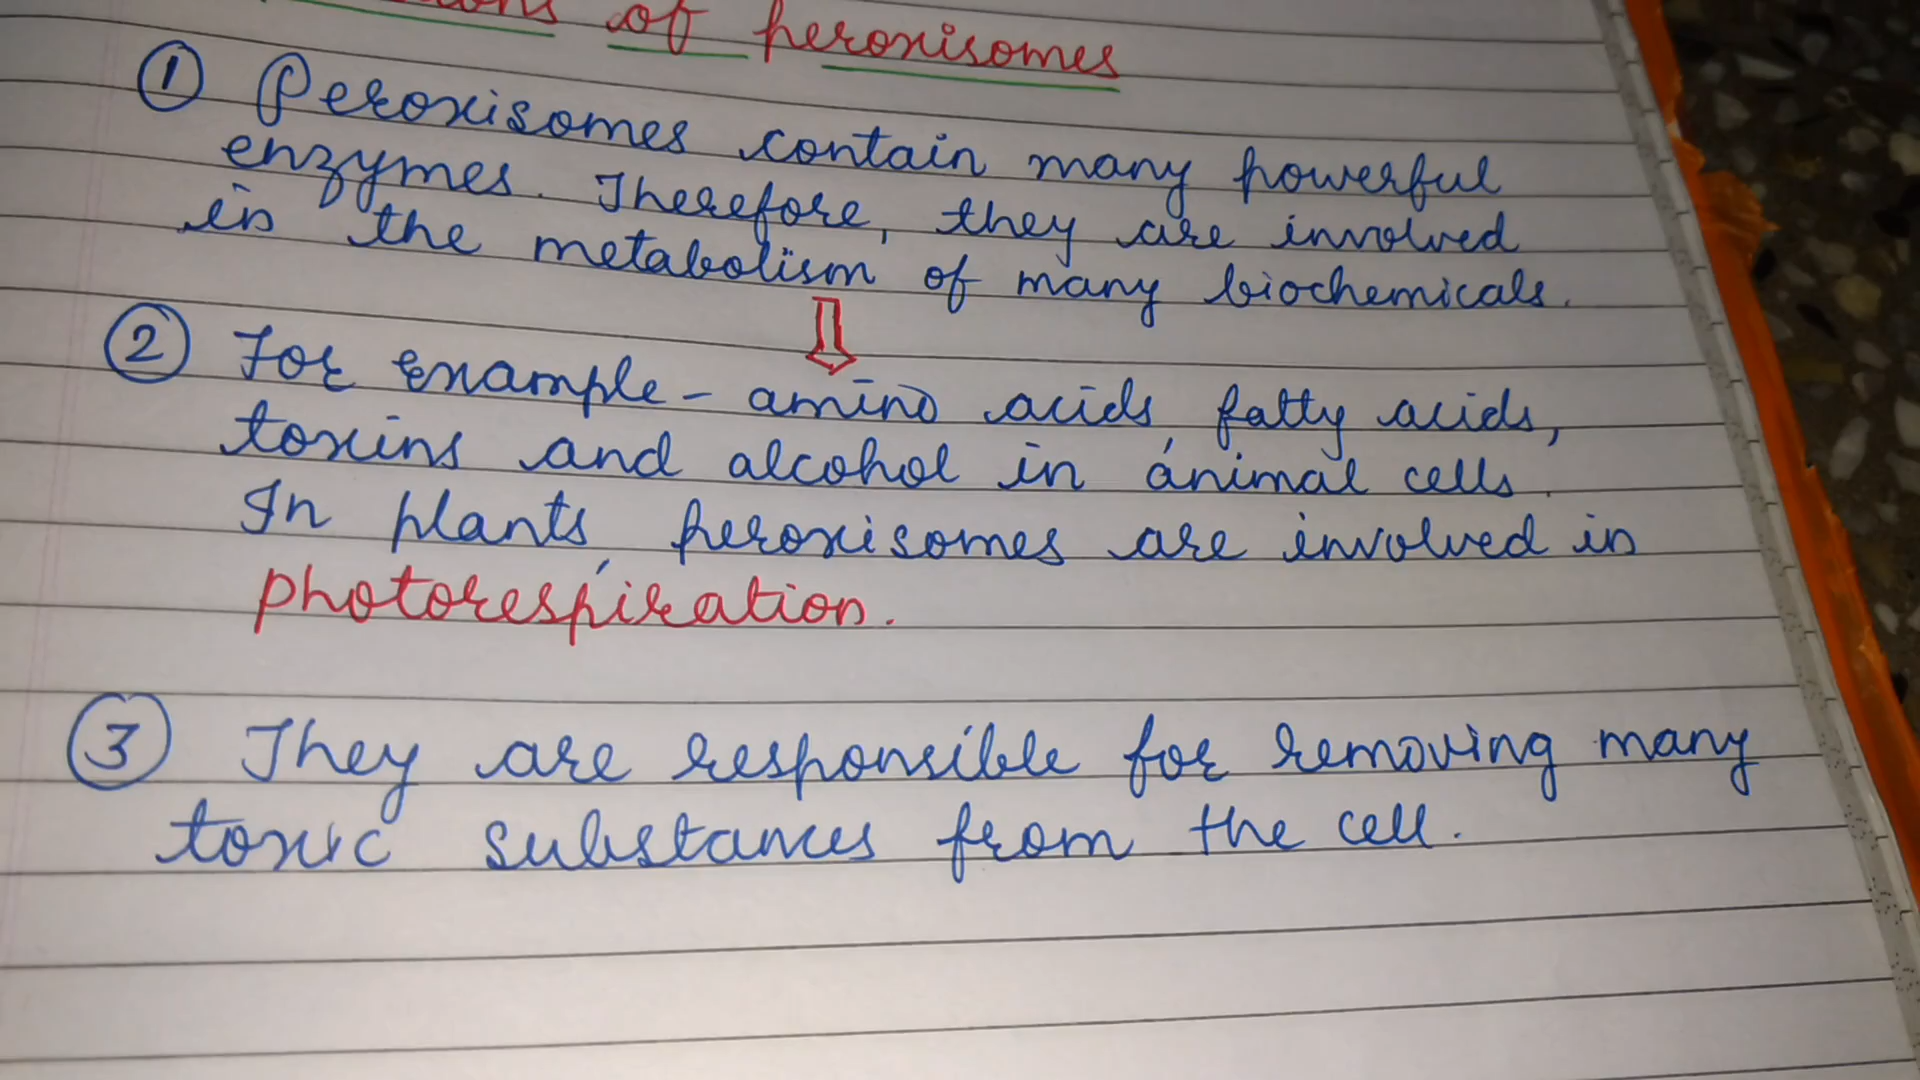 of peroxisomes
① Peroxisomes contain many powerful
enzymes. Therefore, they are involved
in the metabolism of many biochemicals.
② For example - amino acids, fatty acids,
toxins and alcohol in animal cells.
In plants, peroxisomes are involved in
photorespiration.
③ They are responsible for removing many
toxic substances from the cell.